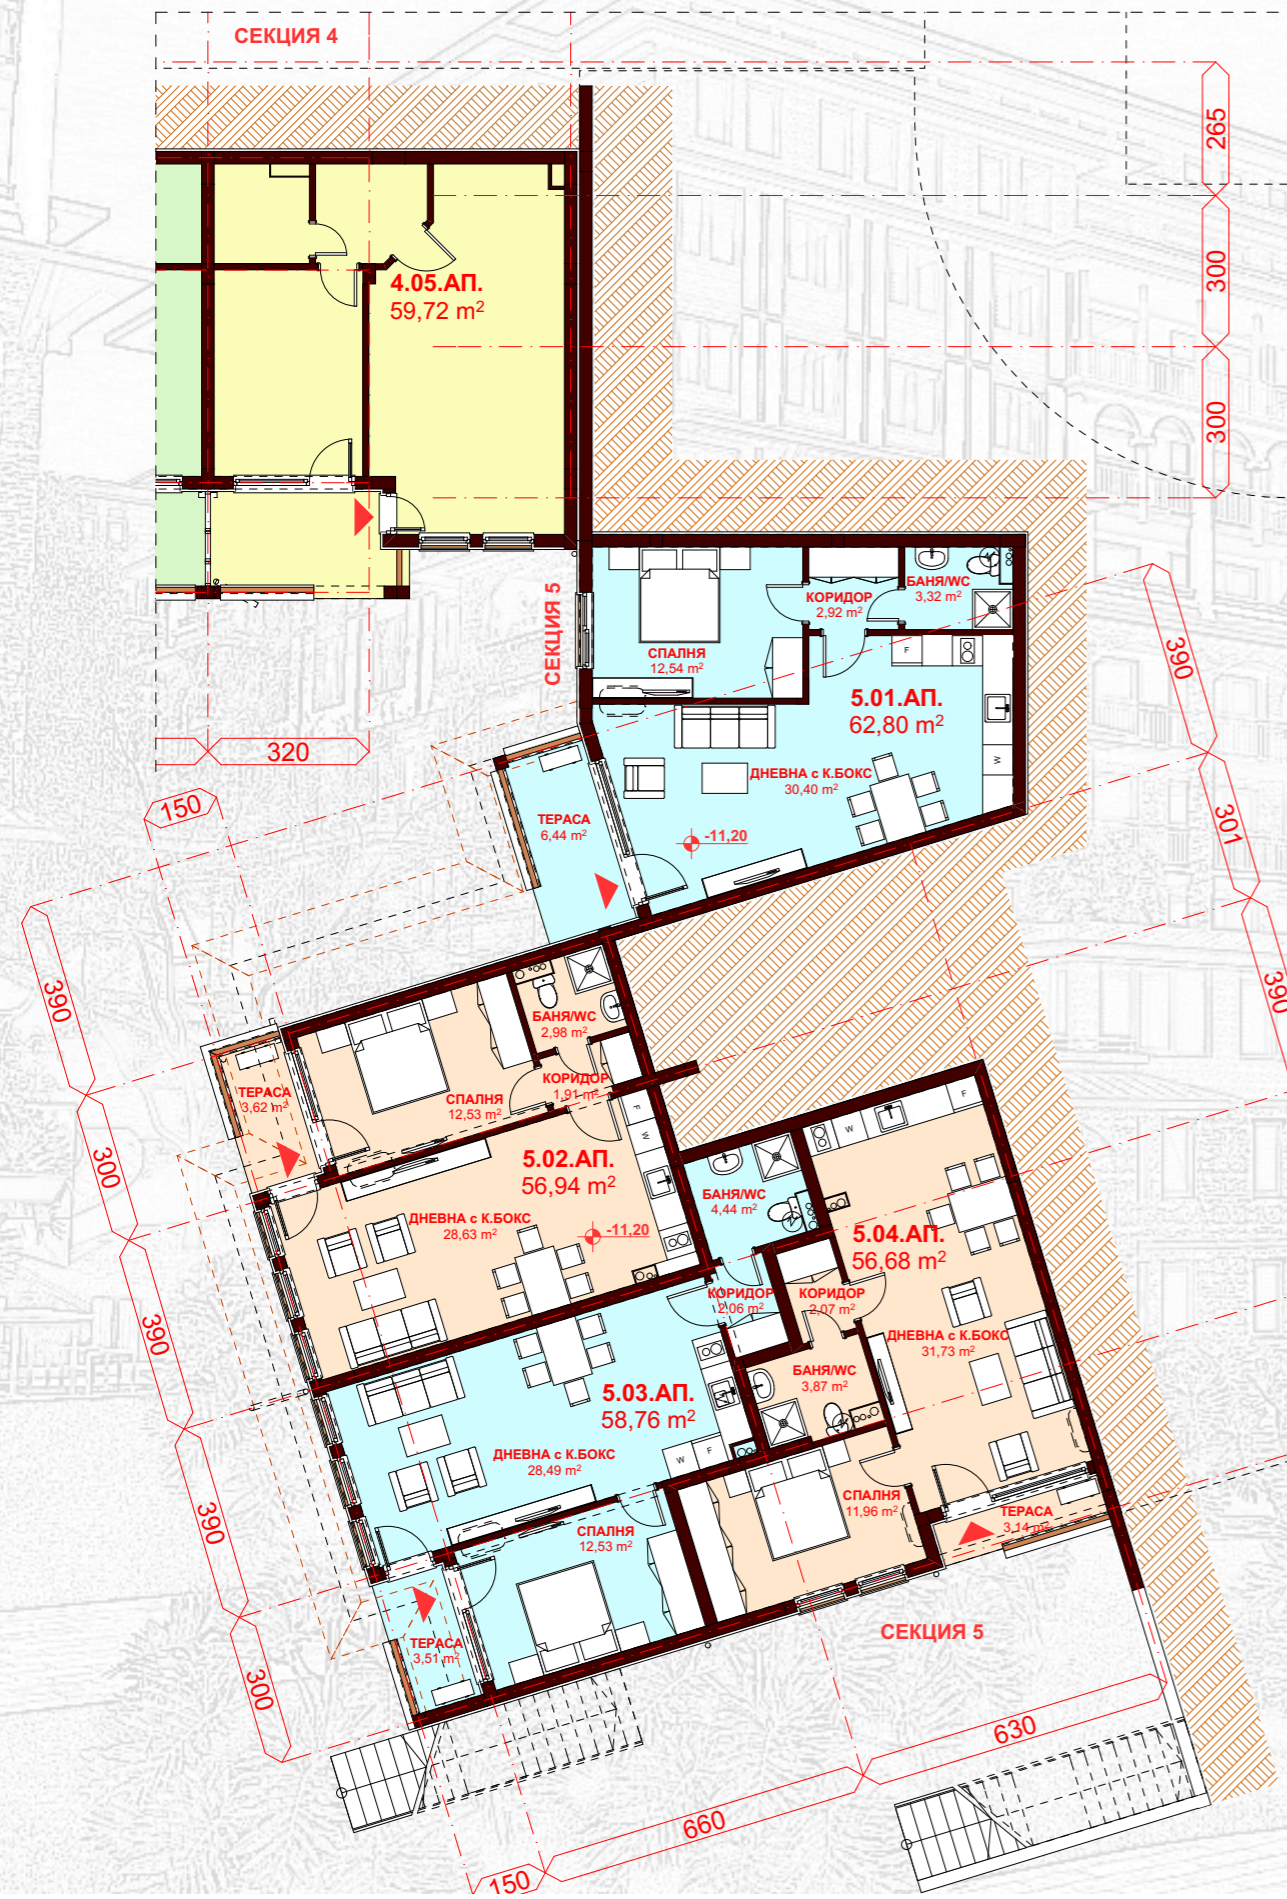 СЕКЦИЯ 4
265
300
300
4.05.АП.
59,72 m²
320
СЕКЦИЯ 5
СПАЛНЯ
12,54 m²
КОРИДОР
2,92 m²
БАНЯ/WC
3,32 m²
F
5.01.АП.
62,80 m²
W
ДНЕВНА с К.БОКС
30,40 m²
ТЕРАСА
6,44 m²
-11,20
390
301
390
150
390
300
390
390
300
БАНЯ/WC
2,98 m²
КОРИДОР
1,91 m²
СПАЛНЯ
12,53 m²
ТЕРАСА
3,62 m²
F
W
5.02.АП.
56,94 m²
ДНЕВНА с К.БОКС
28,63 m²
-11,20
БАНЯ/WC
4,44 m²
W
F
5.04.АП.
56,68 m²
КОРИДОР
2,06 m²
КОРИДОР
2,07 m²
ДНЕВНА с К.БОКС
31,73 m²
БАНЯ/WC
3,87 m²
5.03.АП.
58,76 m²
ДНЕВНА с К.БОКС
28,49 m²
W
F
СПАЛНЯ
12,53 m²
СПАЛНЯ
11,96 m²
ТЕРАСА
3,14 m²
ТЕРАСА
3,51 m²
СЕКЦИЯ 5
630
660
150